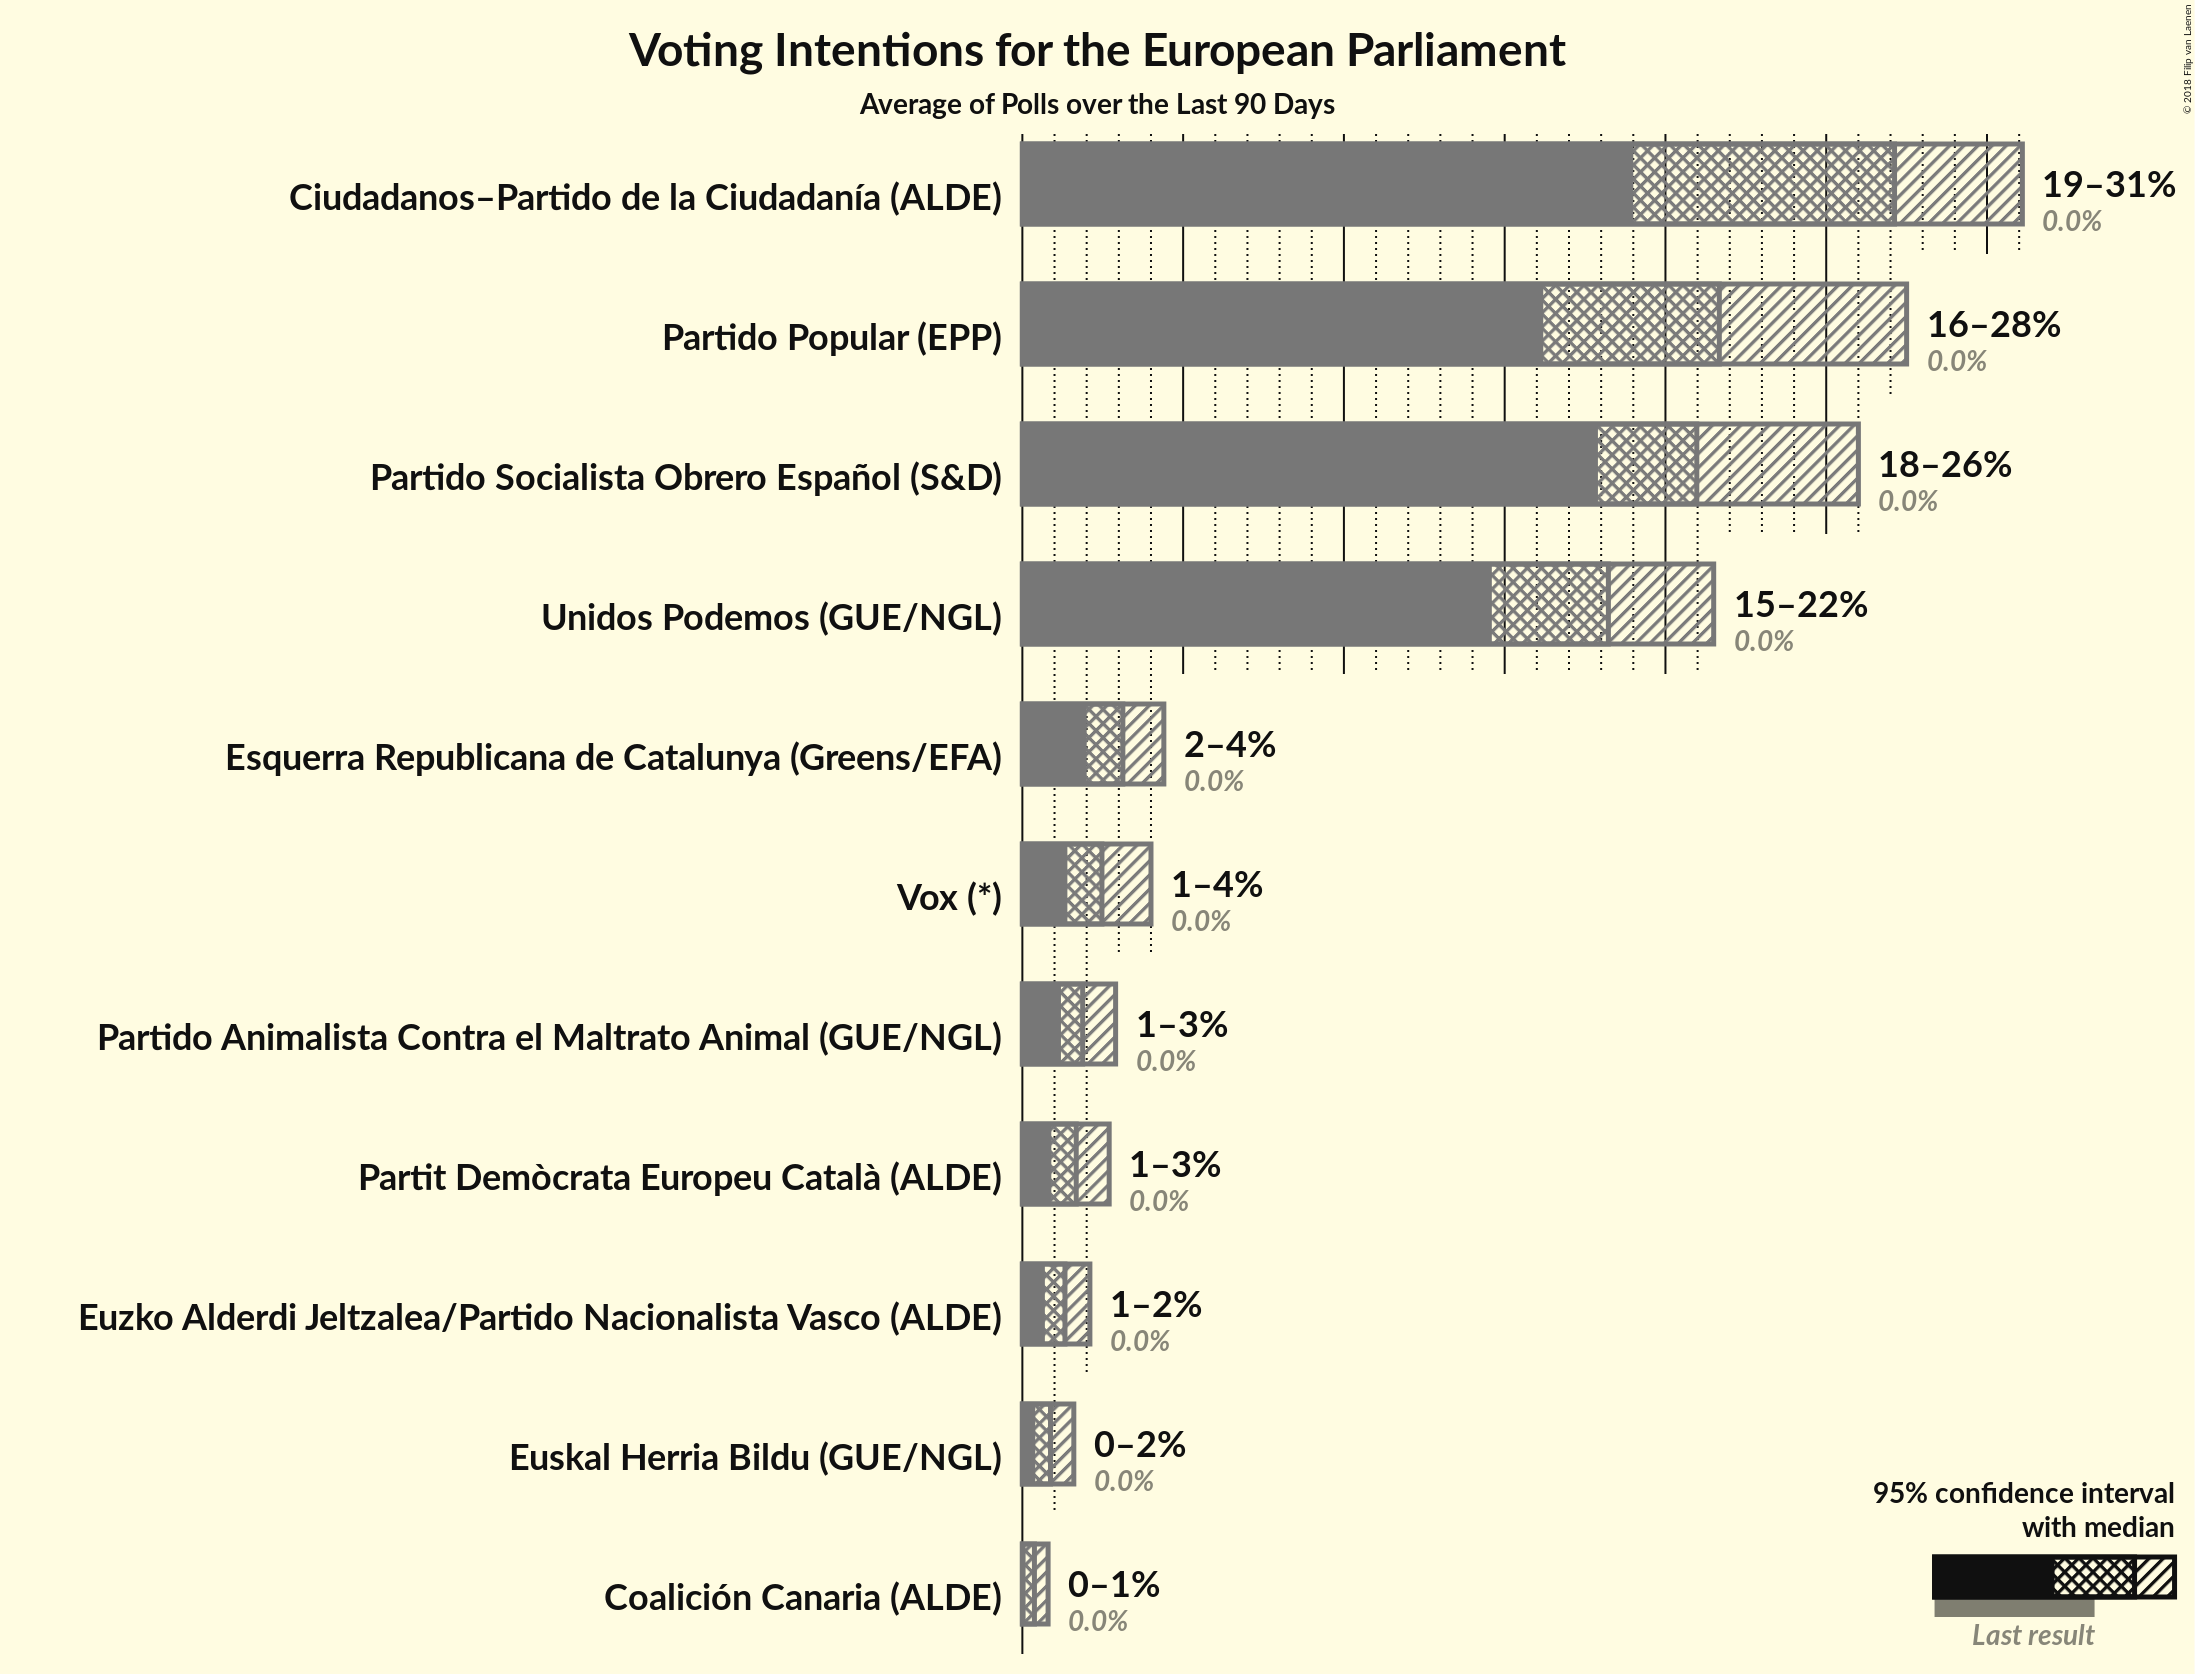 Voting Intentions for the European Parliament
Average of Polls over the Last 90 Days
© 2018 Filip van Laenen
Ciudadanos–Partido de la Ciudadanía (ALDE)
19–31%
0.0%
Partido Popular (EPP)
16–28%
0.0%
Partido Socialista Obrero Español (S&D)
18–26%
0.0%
Unidos Podemos (GUE/NGL)
15–22%
0.0%
Esquerra Republicana de Catalunya (Greens/EFA)
2–4%
0.0%
Vox (*)
1–4%
0.0%
Partido Animalista Contra el Maltrato Animal (GUE/NGL)
1–3%
0.0%
Partit Demòcrata Europeu Català (ALDE)
1–3%
0.0%
Euzko Alderdi Jeltzalea/Partido Nacionalista Vasco (ALDE)
1–2%
0.0%
Euskal Herria Bildu (GUE/NGL)
0–2%
0.0%
Coalición Canaria (ALDE)
0–1%
0.0%
95% confidence interval
with median
Last result